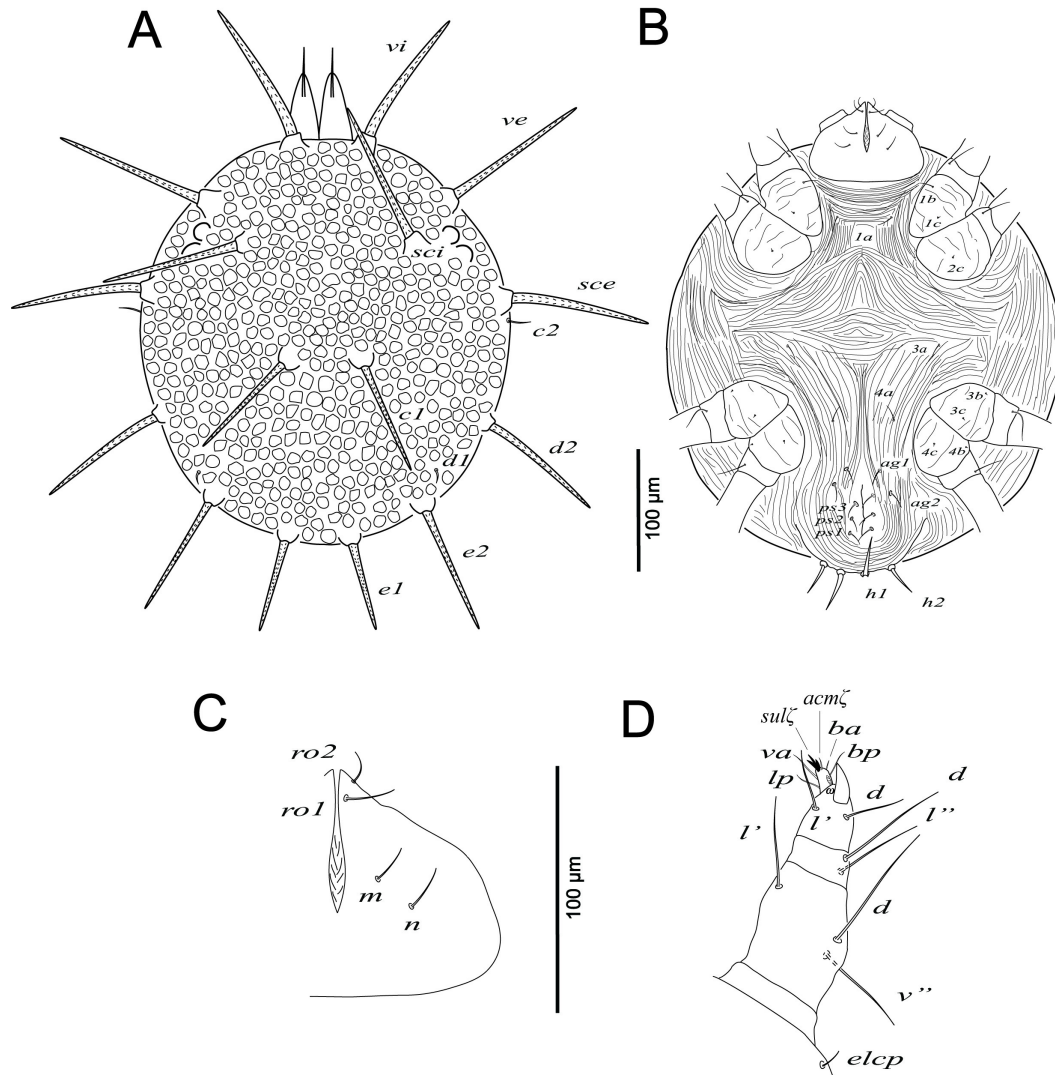 A
vi
ve
sci
sce
c2
c1
d1
d2
e2
e1
B
1b
1c
1a
2c
3a
4a
3b
3c
4c
4b
ag1
ag2
ps3
ps2
ps1
h1
h2
100 µm
C
ro2
ro1
m
n
100 µm
D
acmζ
sulζ
ba
va
bp
lp
ω
d
d
l'
l'
l''
d
v''
elcp